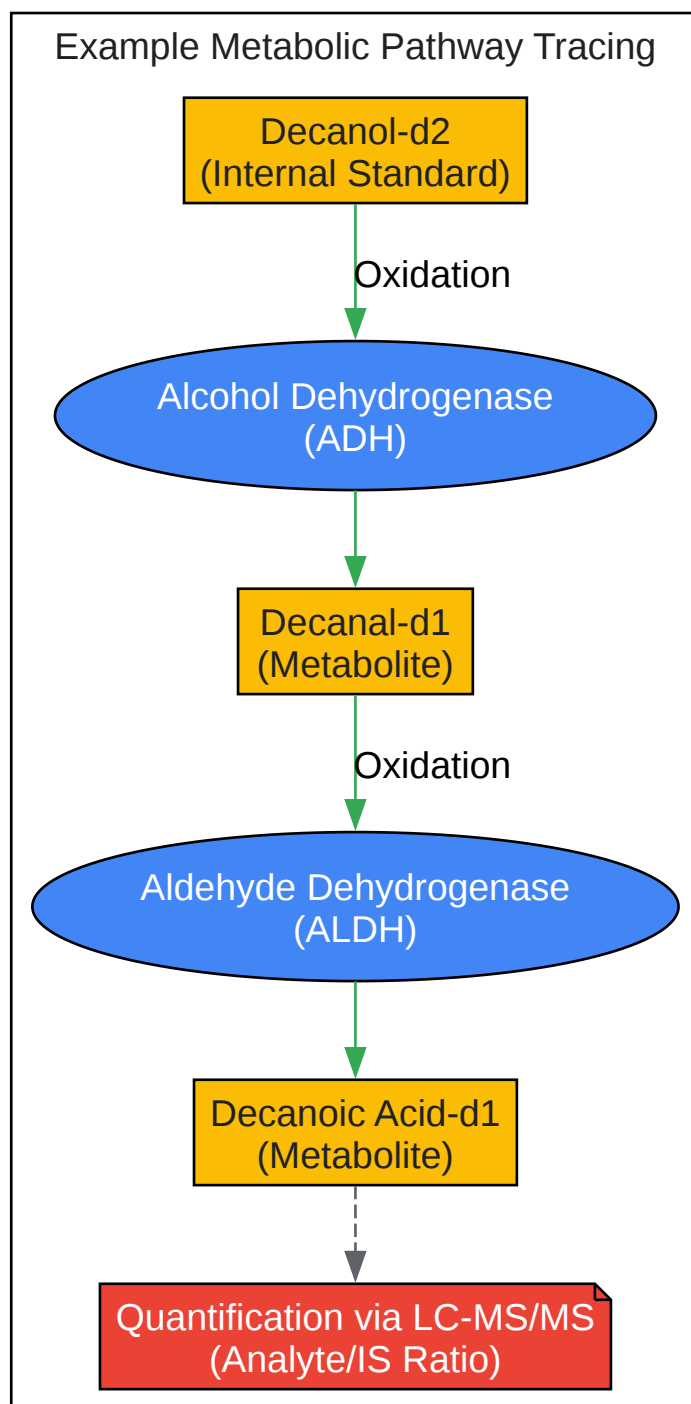 Example Metabolic Pathway Tracing
Decanol-d2
(Internal Standard)
Oxidation
Alcohol Dehydrogenase
(ADH)
Decanal-d1
(Metabolite)
Oxidation
Aldehyde Dehydrogenase
(ALDH)
Decanoic Acid-d1
(Metabolite)
Quantification via LC-MS/MS
(Analyte/IS Ratio)